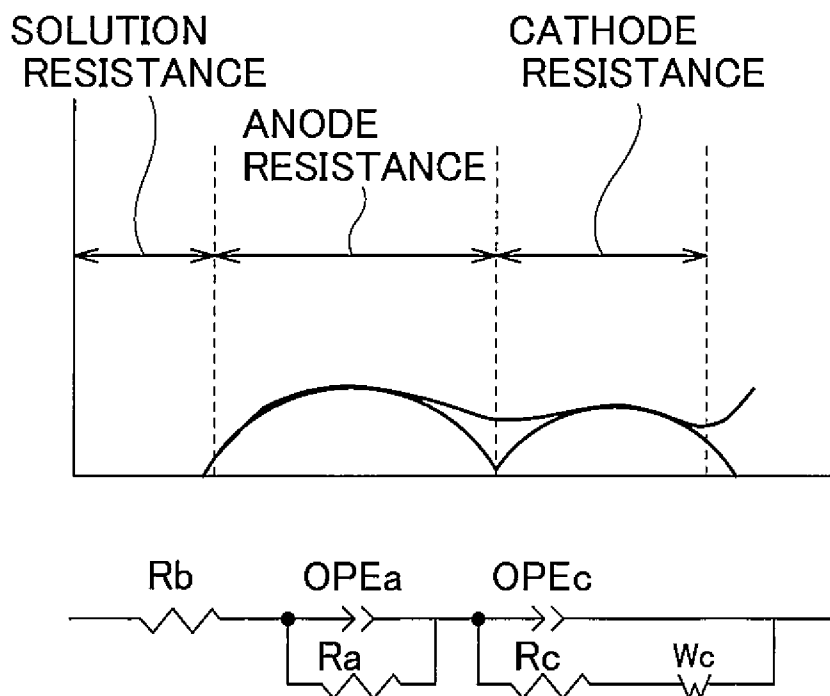 SOLUTION
RESISTANCE
CATHODE
RESISTANCE
ANODE
RESISTANCE
Rb
OPEa
OPEc
Ra
Rc
Wc